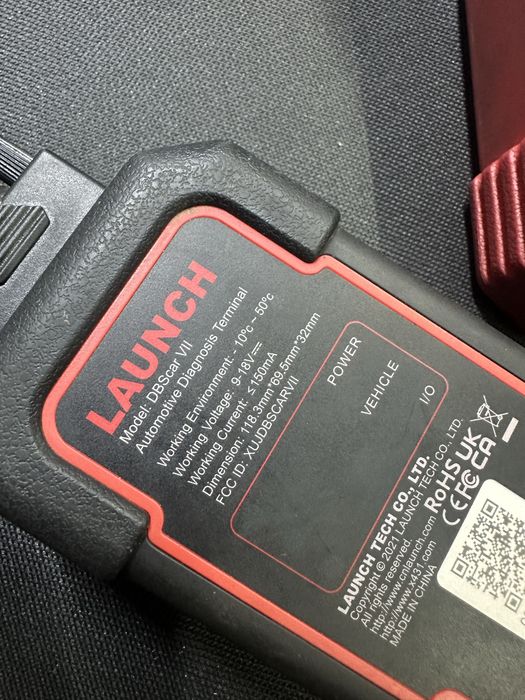 LAUNCH
Model: DBScar VII
Automotive Diagnosis Terminal
Working Environment: - 10°c - 50°c
Working Voltage: 9-18V⎓
Working Current: ≤150mA
Dimension: 118.3mm*69.5mm*32mm
FCC ID: XUJDBSCARVII
POWER
VEHICLE
I/O
LAUNCH TECH CO., LTD.
Copyright © 2021 LAUNCH TECH CO., LTD.
All rights reserved.
http://www.cnlaunch.com
http://www.x431.com
MADE IN CHINA
RoHS UK
CE FC CA